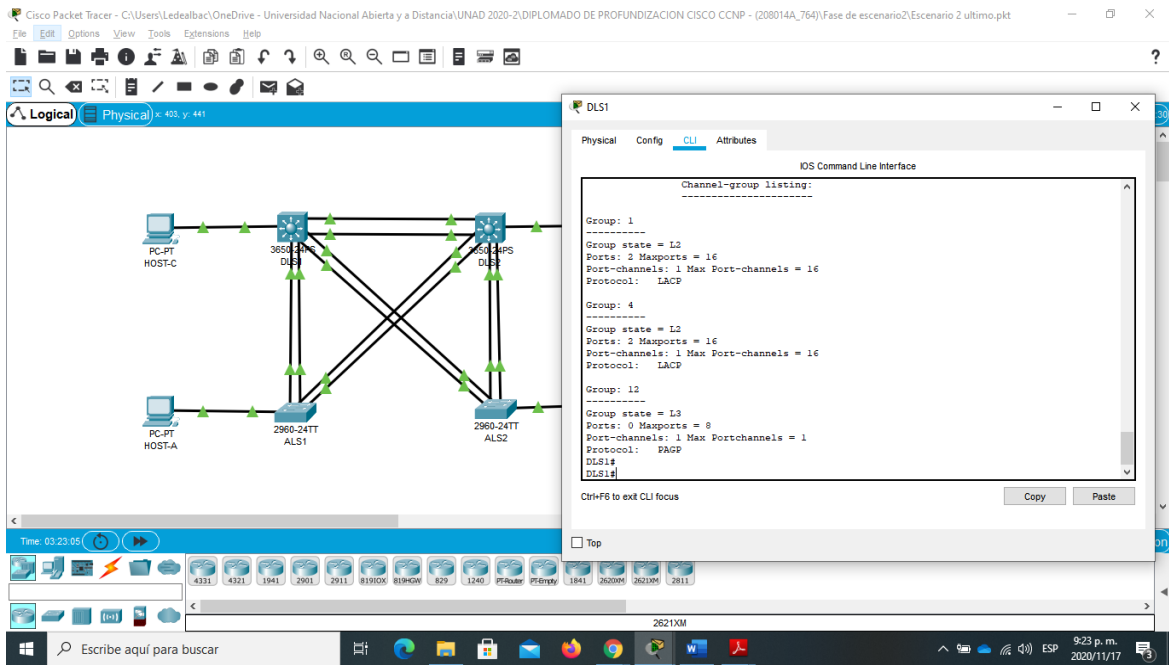 Cisco Packet Tracer - C:\Users\Ledealbac\OneDrive - Universidad Nacional Abierta y a Distancia\UNAD 2020-2\DIPLOMADO DE PROFUNDIZACION CISCO CCNP - (208014A_764)\Fase de escenario2\Escenario 2 ultimo.pkt
File Edit Options View Tools Extensions Help
Logical Physical x: 403, y: 441
DLS1
Physical Config CLI Attributes
IOS Command Line Interface
Channel-group listing:
----------------------
Group: 1
----------
Group state = L2
Ports: 2 Maxports = 16
Port-channels: 1 Max Port-channels = 16
Protocol: LACP
Group: 4
----------
Group state = L2
Ports: 2 Maxports = 16
Port-channels: 1 Max Port-channels = 16
Protocol: LACP
Group: 12
----------
Group state = L3
Ports: 0 Maxports = 8
Port-channels: 1 Max Portchannels = 1
Protocol: PAGP
DLS1#
DLS1#
Ctrl+F6 to exit CLI focus
Copy Paste
Top
PC-PT
HOST-C
3650-24PS
DLS1
3650-24PS
DLS2
PC-PT
HOST-A
2960-24TT
ALS1
2960-24TT
ALS2
Time: 03:23:05
4331 4321 1941 2901 2911 819IOX 819HGW 829 1240 PT-Router PT-Empty 1841 2620XM 2621XM 2811
2621XM
Escribe aquí para buscar
ESP
9:23 p. m.
2020/11/17
3